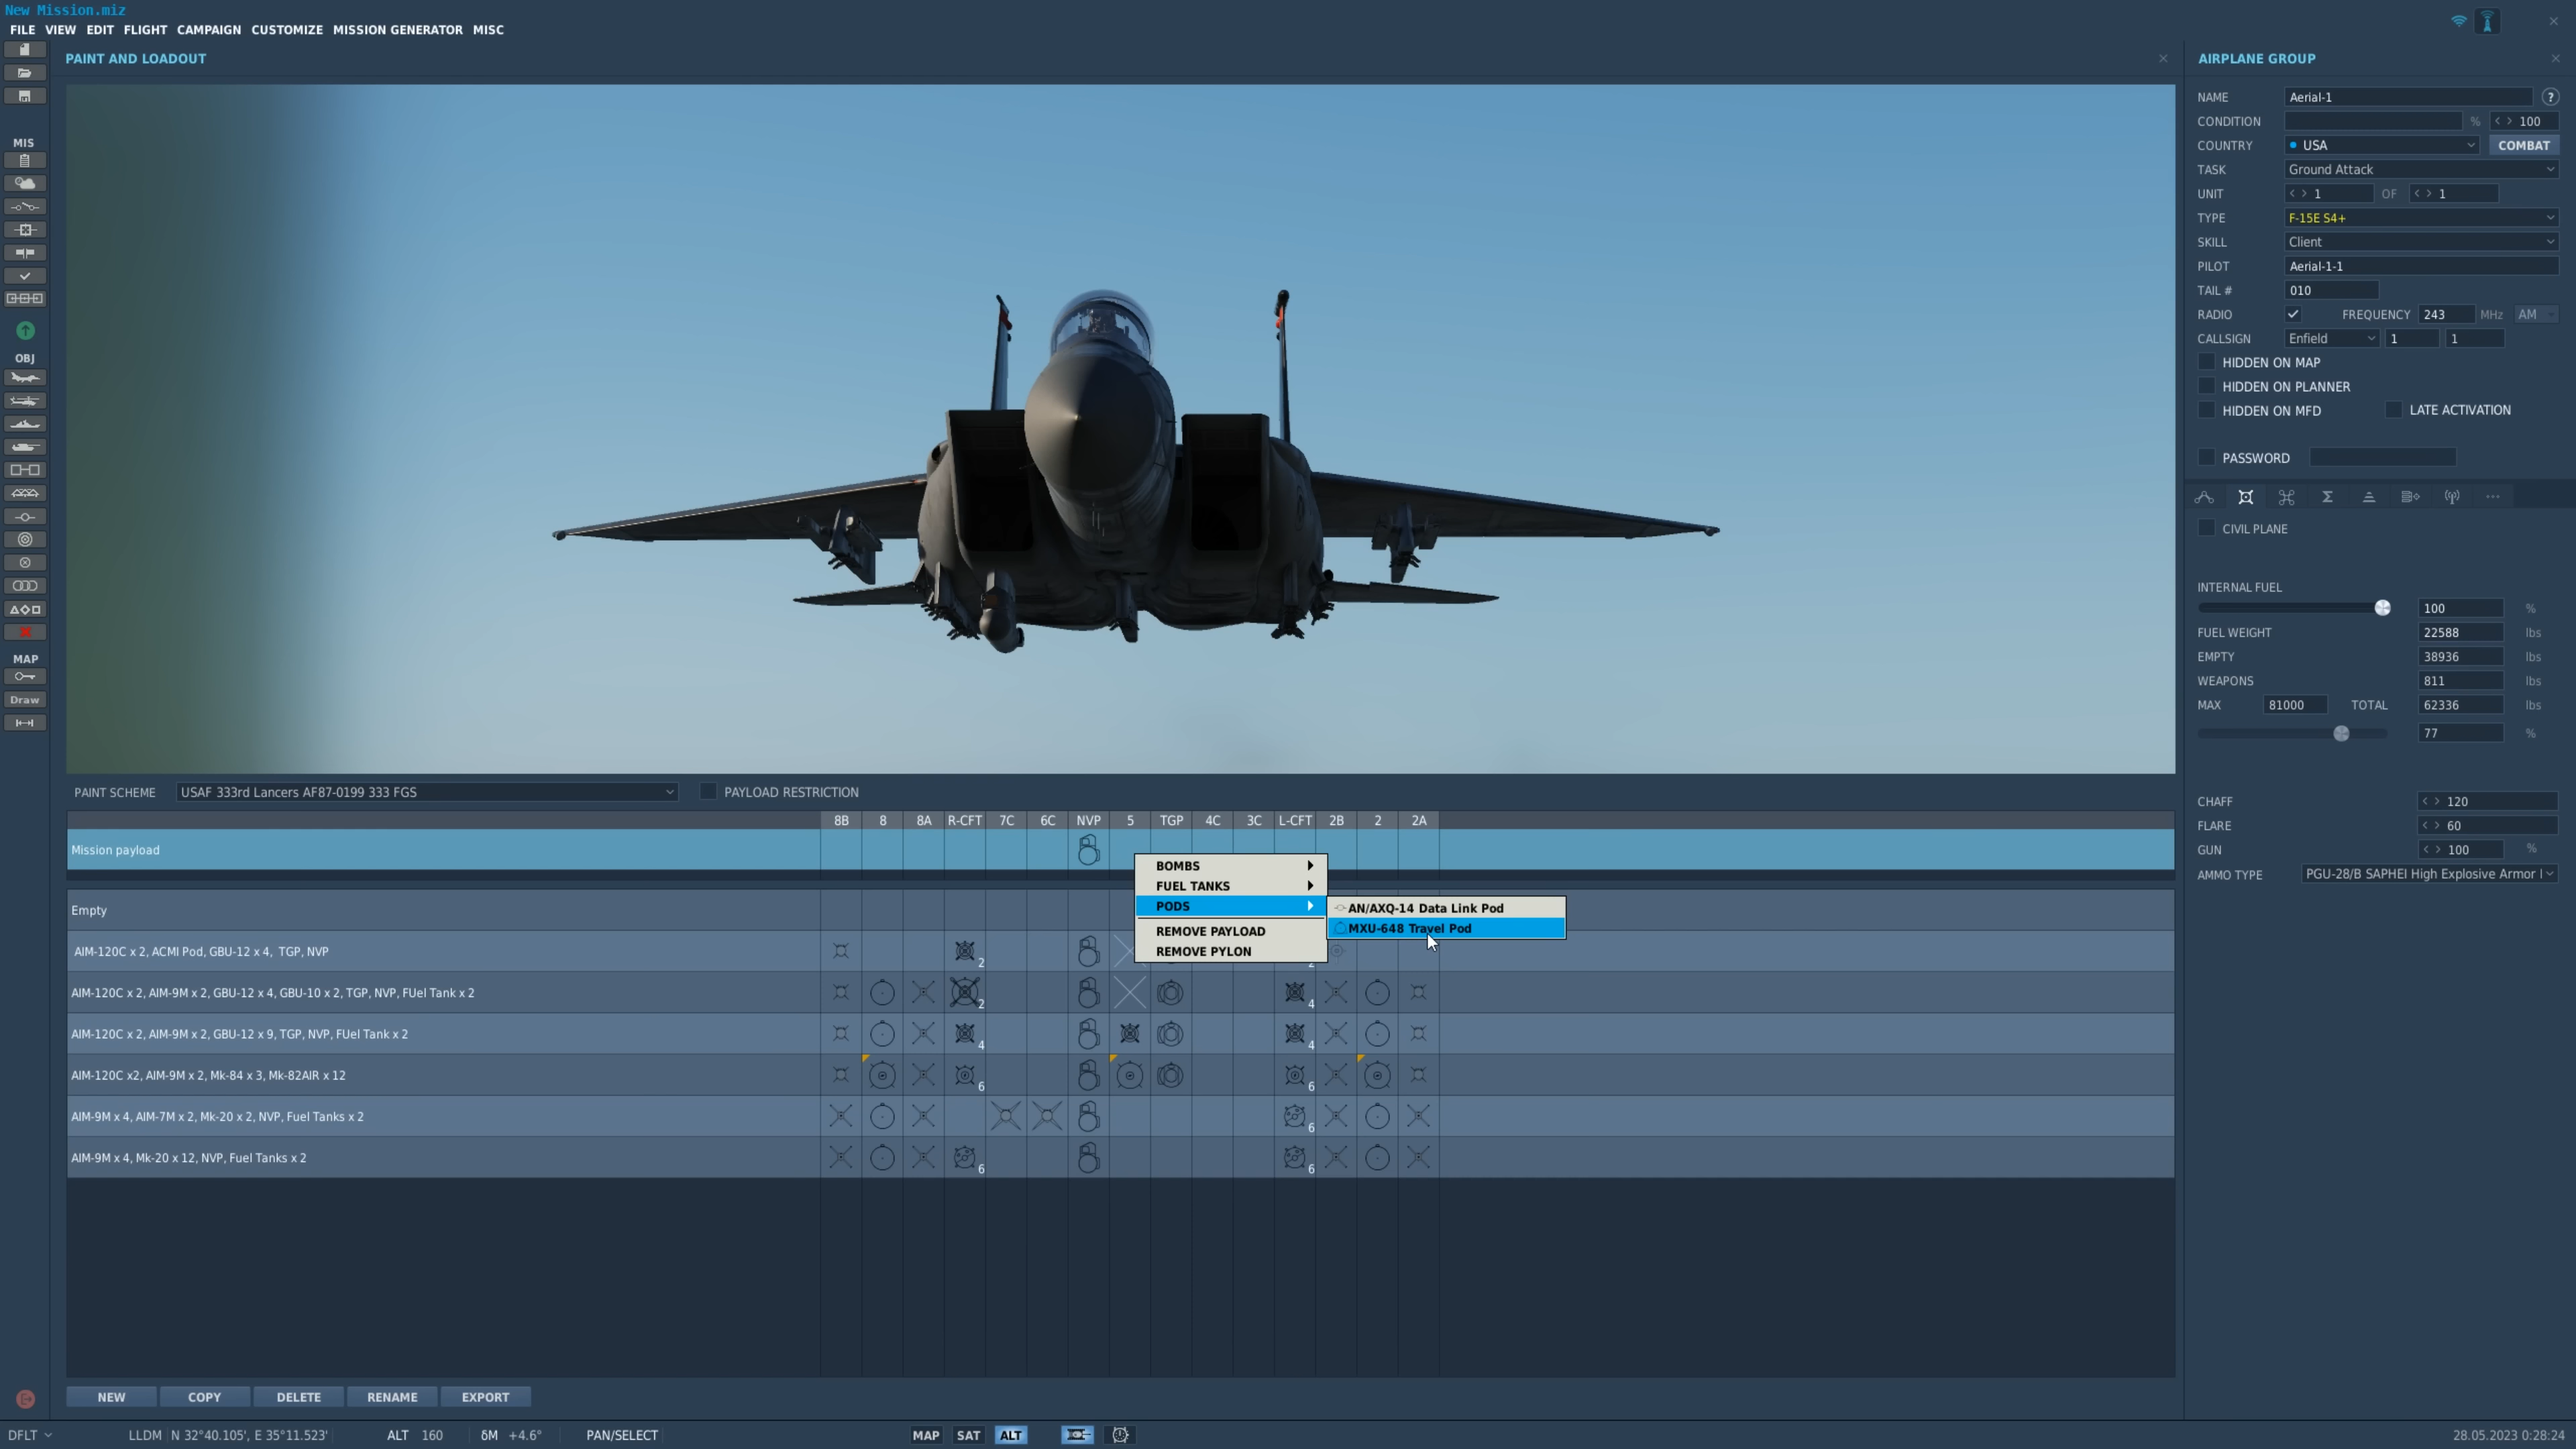 New Mission.miz
FILE VIEW EDIT FLIGHT CAMPAIGN CUSTOMIZE MISSION GENERATOR MISC
PAINT AND LOADOUT
MIS
OBJ
MAP
Draw
PAINT SCHEME USAF 333rd Lancers AF87-0199 333 FGS PAYLOAD RESTRICTION
8B 8 8A R-CFT 7C 6C NVP 5 TGP 4C 3C L-CFT 2B 2 2A
Mission payload
Empty
AIM-120C x 2, ACMI Pod, GBU-12 x 4, TGP, NVP 2
AIM-120C x 2, AIM-9M x 2, GBU-12 x 4, GBU-10 x 2, TGP, NVP, FUel Tank x 2 2 4
AIM-120C x 2, AIM-9M x 2, GBU-12 x 9, TGP, NVP, FUel Tank x 2 4 4
AIM-120C x2, AIM-9M x 2, Mk-84 x 3, Mk-82AIR x 12 6 6
AIM-9M x 4, AIM-7M x 2, Mk-20 x 2, NVP, Fuel Tanks x 2 6
AIM-9M x 4, Mk-20 x 12, NVP, Fuel Tanks x 2 6 6
BOMBS
FUEL TANKS
PODS
REMOVE PAYLOAD
REMOVE PYLON
AN/AXQ-14 Data Link Pod
MXU-648 Travel Pod
NEW COPY DELETE RENAME EXPORT
AIRPLANE GROUP
NAME Aerial-1 ?
CONDITION % < > 100
COUNTRY USA COMBAT
TASK Ground Attack
UNIT < > 1 OF < > 1
TYPE F-15E S4+
SKILL Client
PILOT Aerial-1-1
TAIL # 010
RADIO FREQUENCY 243 MHz AM
CALLSIGN Enfield 1 1
HIDDEN ON MAP
HIDDEN ON PLANNER
HIDDEN ON MFD LATE ACTIVATION
PASSWORD
CIVIL PLANE
INTERNAL FUEL
100 %
FUEL WEIGHT 22588 lbs
EMPTY 38936 lbs
WEAPONS 811 lbs
MAX 81000 TOTAL 62336 lbs
77 %
CHAFF < > 120
FLARE < > 60
GUN < > 100 %
AMMO TYPE PGU-28/B SAPHEI High Explosive Armor
DFLT LLDM N 32°40.105', E 35°11.523' ALT 160 δM +4.6° PAN/SELECT MAP SAT ALT 28.05.2023 0:28:24